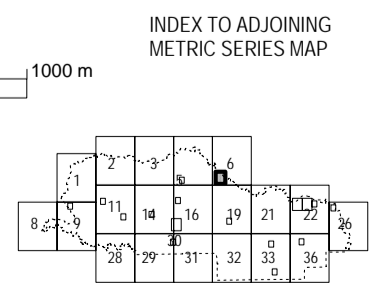 INDEX TO ADJOINING
METRIC SERIES MAP
1000 m
2 3 6
1
11 14 16 19 21 22
8 9 26
30
28 29 31 32 33 36